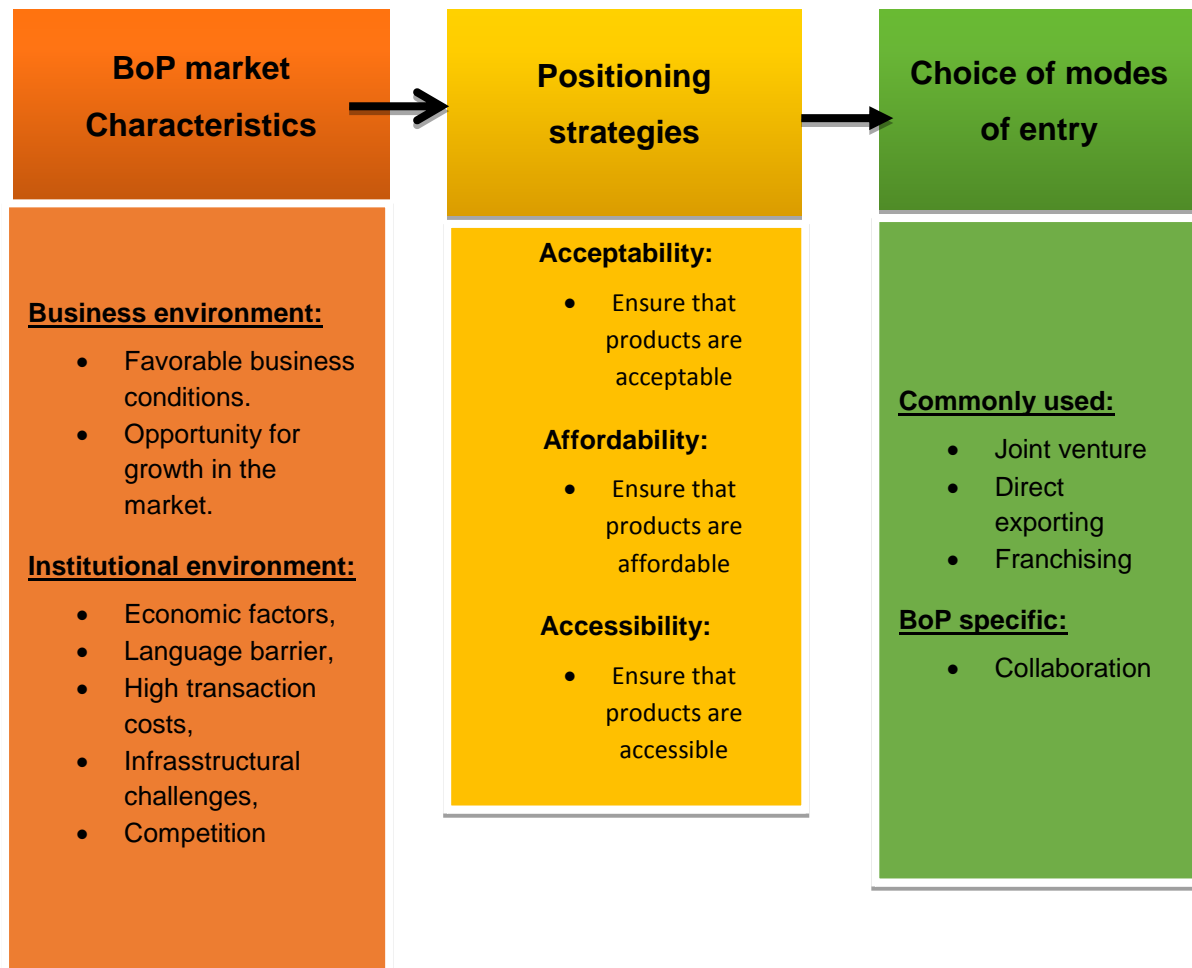 BoP market
Characteristics
Business environment:
• Favorable business
conditions.
• Opportunity for
growth in the
market.
Institutional environment:
• Economic factors,
• Language barrier,
• High transaction
costs,
• Infrasstructural
challenges,
• Competition
Positioning
strategies
Acceptability:
• Ensure that
products are
acceptable
Affordability:
• Ensure that
products are
affordable
Accessibility:
• Ensure that
products are
accessible
Choice of modes
of entry
Commonly used:
• Joint venture
• Direct
exporting
• Franchising
BoP specific:
• Collaboration